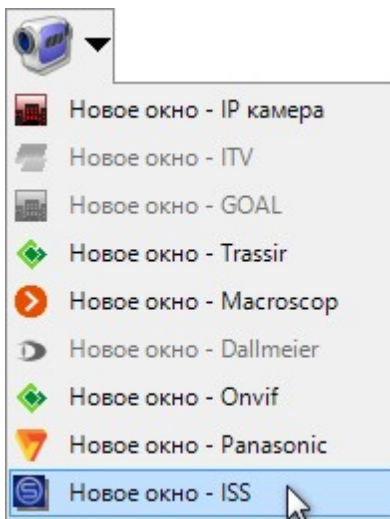 Новое окно - IP камера
Новое окно - ITV
Новое окно - GOAL
Новое окно - Trassir
Новое окно - Macroscop
Новое окно - Dallmeier
Новое окно - Onvif
Новое окно - Panasonic
Новое окно - ISS